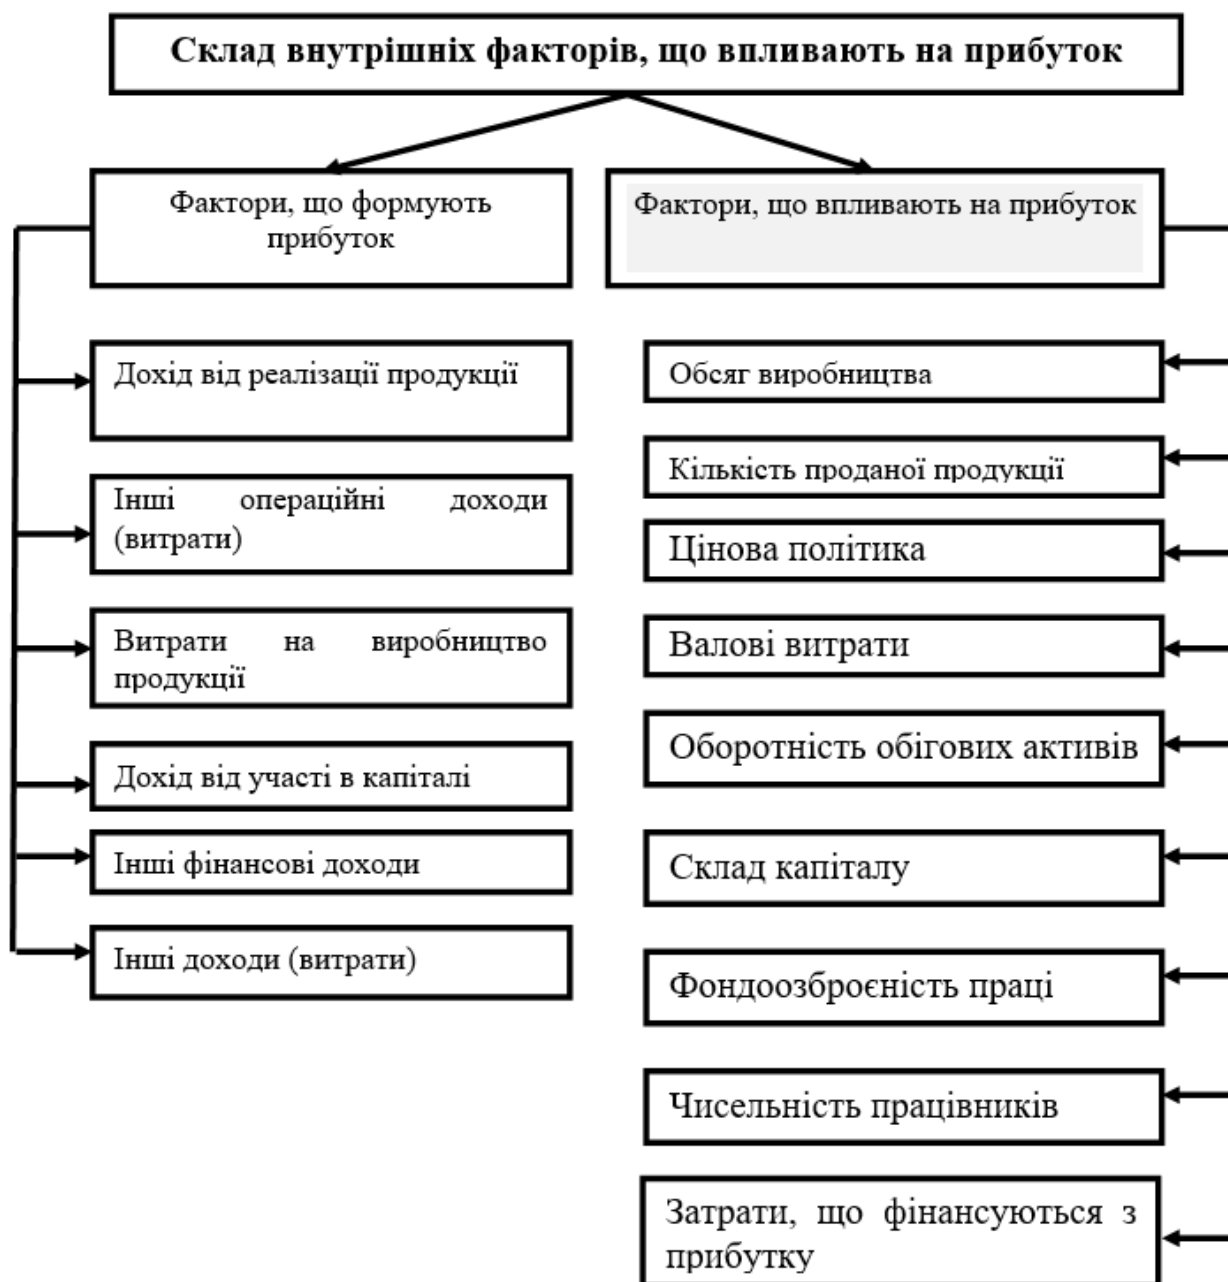 Склад внутрішніх факторів, що впливають на прибуток
Фактори, що формують
прибуток
Фактори, що впливають на прибуток
Дохід від реалізації продукції
Інші операційні доходи
(витрати)
Витрати на виробництво
продукції
Дохід від участі в капіталі
Інші фінансові доходи
Інші доходи (витрати)
Обсяг виробництва
Кількість проданої продукції
Цінова політика
Валові витрати
Оборотність обігових активів
Склад капіталу
Фондоозброєність праці
Чисельність працівників
Затрати, що фінансуються з
прибутку